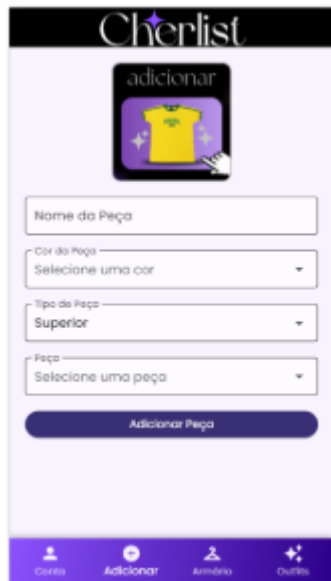 Cherlist
adicionar
Nome da Peça
Cor da Peça
Selecione uma cor
Tipo de Peça
Superior
Peça
Selecione uma peça
Adicionar Peça
Conta Adicionar Armário Outfits